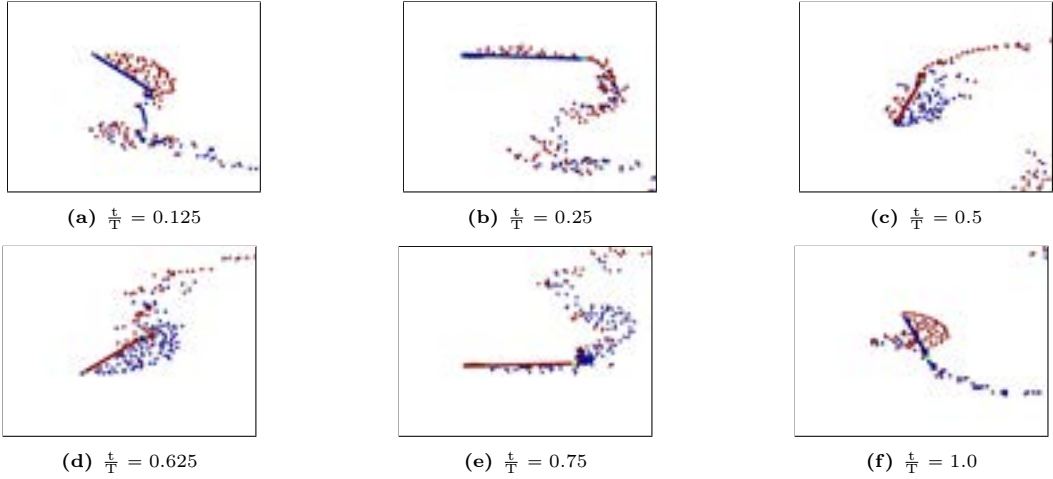 (a) t/T = 0.125
(b) t/T = 0.25
(c) t/T = 0.5
(d) t/T = 0.625
(e) t/T = 0.75
(f) t/T = 1.0